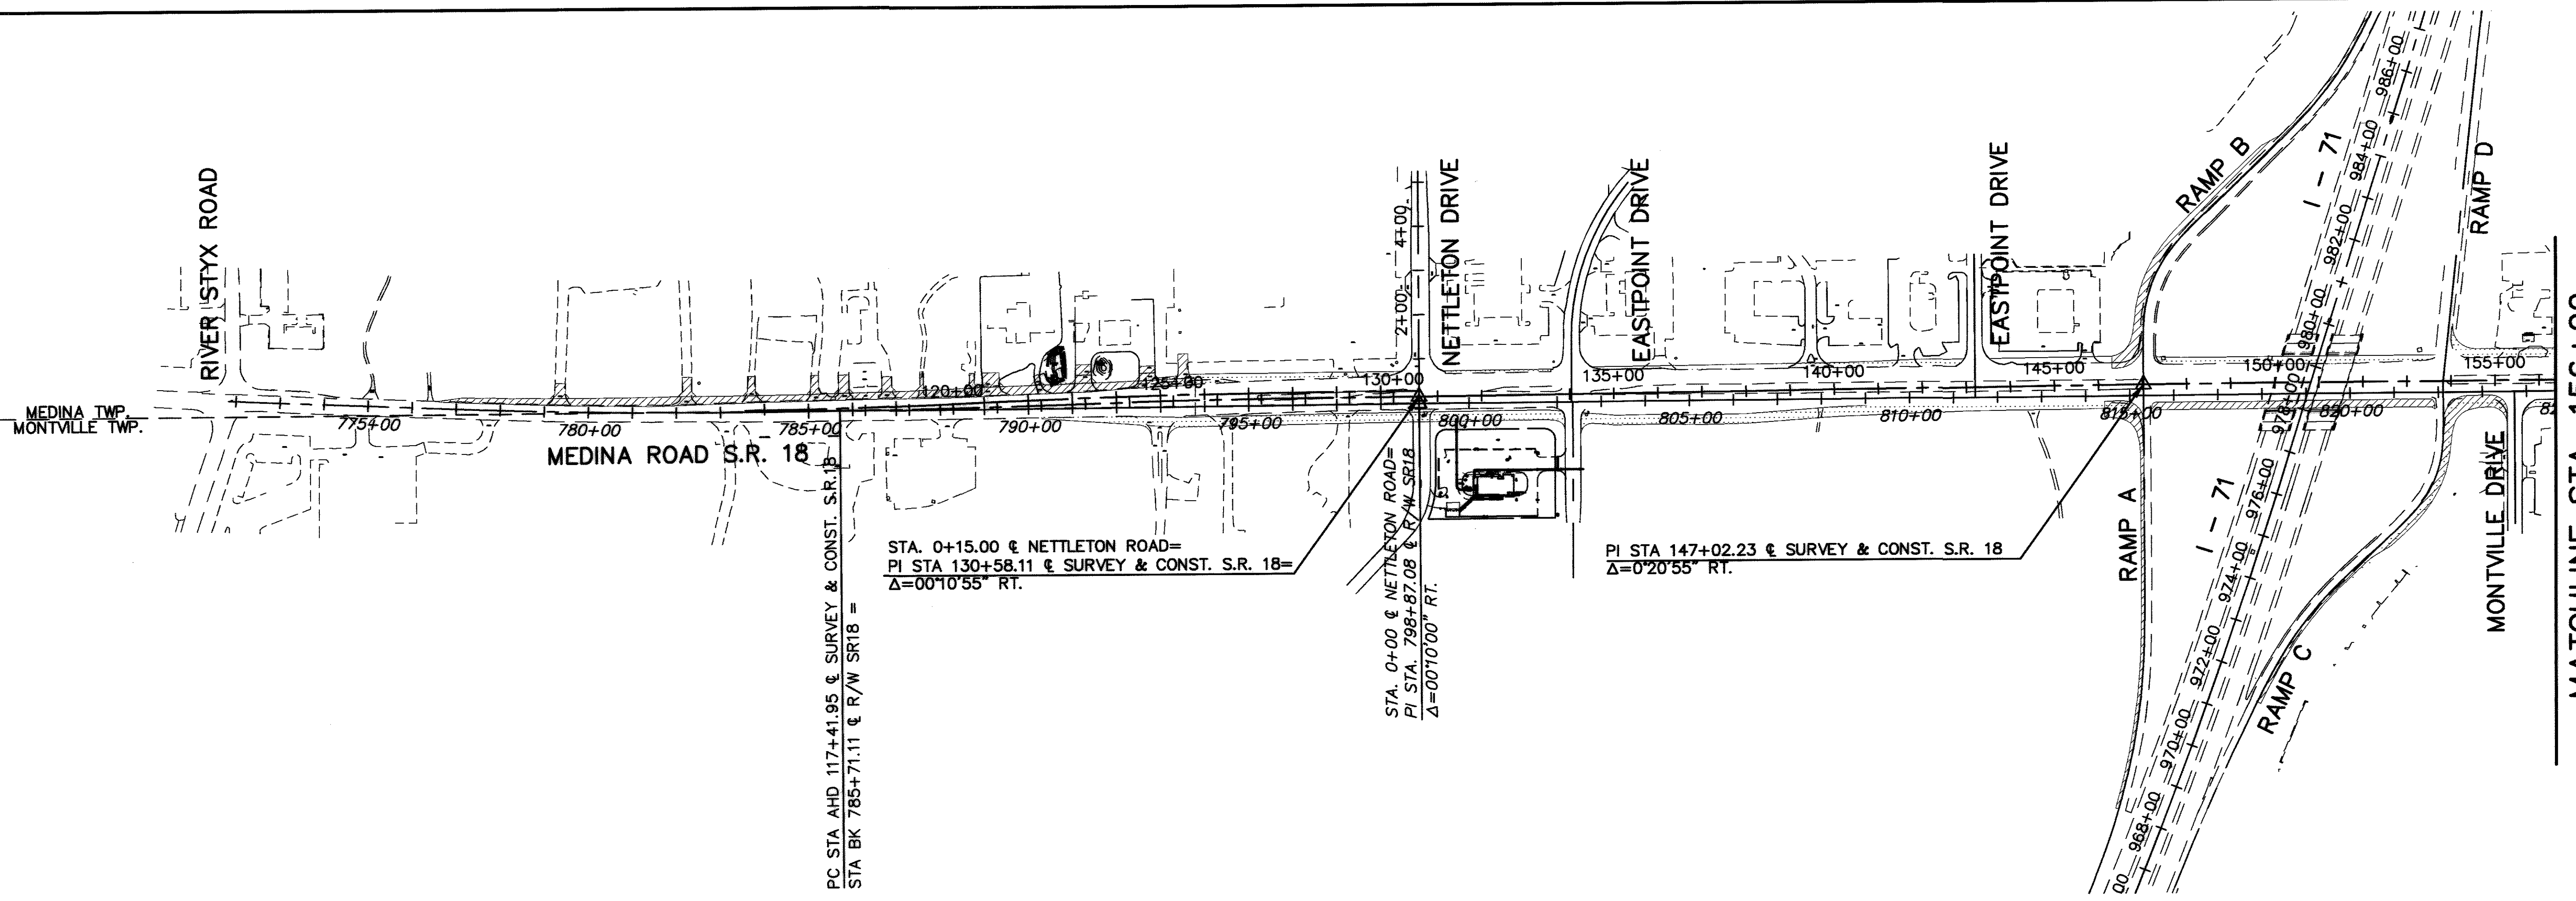 RIVER STYX ROAD
MEDINA TWP.
MONTVILLE TWP.
775+00
780+00
785+00
790+00
795+00
800+00
805+00
810+00
815+00
820+00
MEDINA ROAD S.R. 18
120+00
125+00
130+00
135+00
140+00
145+00
150+00
155+00
2+00
4+00
NETTLETON DRIVE
EASTPOINT DRIVE
EASTPOINT DRIVE
RAMP B
I - 71
RAMP D
986+00
984+00
982+00
980+00
978+00
976+00
974+00
972+00
970+00
968+00
I - 71
RAMP A
RAMP C
MONTVILLE DRIVE
PC STA AHD 117+41.95 ℄ SURVEY & CONST. S.R.18
STA BK 785+71.11 ℄ R/W SR18 =
STA. 0+15.00 ℄ NETTLETON ROAD=
PI STA 130+58.11 ℄ SURVEY & CONST. S.R. 18=
Δ=00°10'55" RT.
STA. 0+00 ℄ NETTLETON ROAD=
PI STA. 798+87.08 ℄ R/W SR18
Δ=00°10'00" RT.
PI STA 147+02.23 ℄ SURVEY & CONST. S.R. 18
Δ=0°20'55" RT.